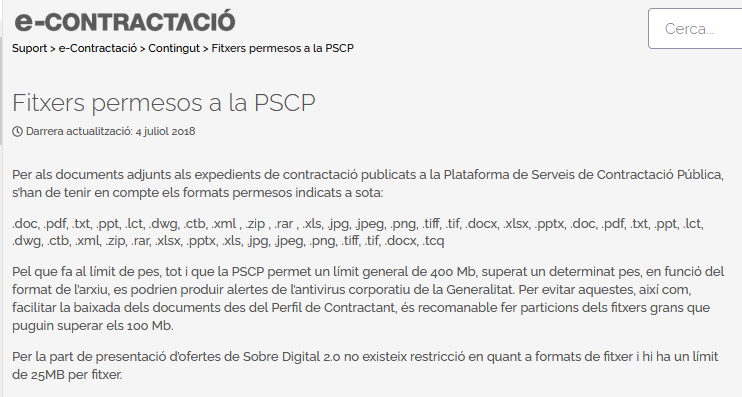 e-CONTRACTACIÓ
Cerca...
Suport > e-Contractació > Contingut > Fitxers permesos a la PSCP
Fitxers permesos a la PSCP
Darrera actualització: 4 juliol 2018
Per als documents adjunts als expedients de contractació publicats a la Plataforma de Serveis de Contractació Pública,
s'han de tenir en compte els formats permesos indicats a sota:
.doc, .pdf, .txt, .ppt, .lct, .dwg, .ctb, .xml , .zip , .rar , .xls, .jpg, .jpeg, .png, .tiff, .tif, .docx, .xlsx, .pptx, .doc, .pdf, .txt, .ppt, .lct,
.dwg, .ctb, .xml, .zip, .rar, .xlsx, .pptx, .xls, .jpg, .jpeg, .png, .tiff, .tif, .docx, .tcq
Pel que fa al límit de pes, tot i que la PSCP permet un límit general de 400 Mb, superat un determinat pes, en funció del
format de l'arxiu, es podrien produir alertes de l'antivirus corporatiu de la Generalitat. Per evitar aquestes, així com,
facilitar la baixada dels documents des del Perfil de Contractant, és recomanable fer particions dels fitxers grans que
puguin superar els 100 Mb.
Per la part de presentació d'ofertes de Sobre Digital 2.0 no existeix restricció en quant a formats de fitxer i hi ha un límit
de 25MB per fitxer.